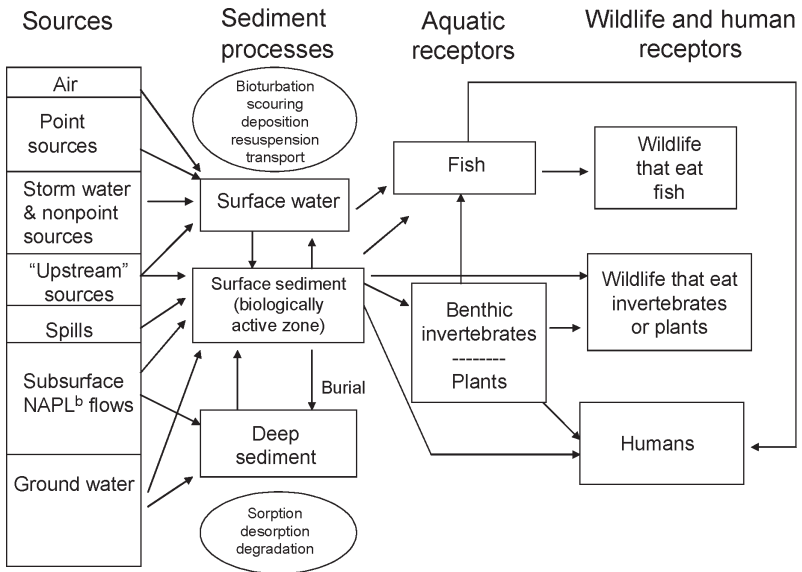 Sources
Sediment
processes
Aquatic
receptors
Wildlife and human
receptors
Air
Point
sources
Storm water
& nonpoint
sources
“Upstream”
sources
Spills
Subsurface
NAPLᵇ flows
Ground water
Bioturbation
scouring
deposition
resuspension
transport
Surface water
Surface sediment
(biologically
active zone)
Burial
Deep
sediment
Sorption
desorption
degradation
Fish
Benthic
invertebrates
--------
Plants
Wildlife
that eat
fish
Wildlife that eat
invertebrates
or plants
Humans